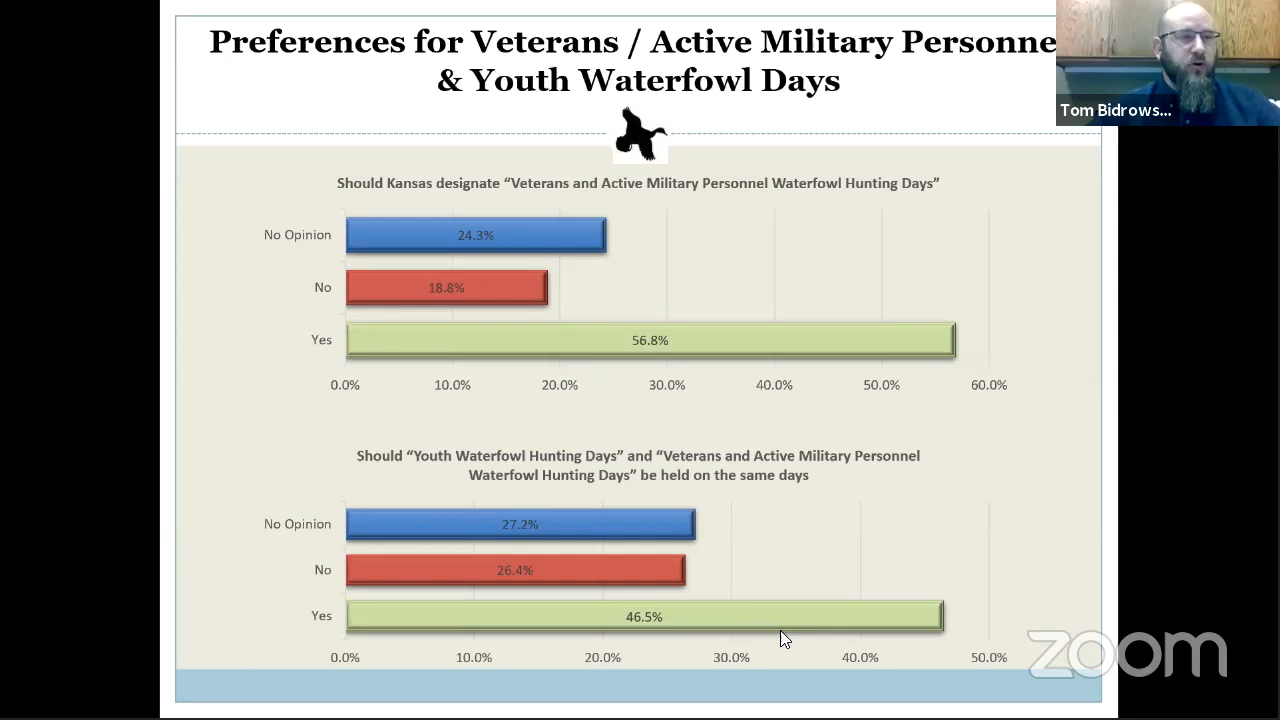 Preferences for Veterans / Active Military Personne
& Youth Waterfowl Days
Tom Bidrows...
Should Kansas designate “Veterans and Active Military Personnel Waterfowl Hunting Days”
No Opinion 24.3%
No 18.8%
Yes 56.8%
0.0% 10.0% 20.0% 30.0% 40.0% 50.0% 60.0%
Should “Youth Waterfowl Hunting Days” and “Veterans and Active Military Personnel
Waterfowl Hunting Days” be held on the same days
No Opinion 27.2%
No 26.4%
Yes 46.5%
0.0% 10.0% 20.0% 30.0% 40.0% 50.0%
zoom